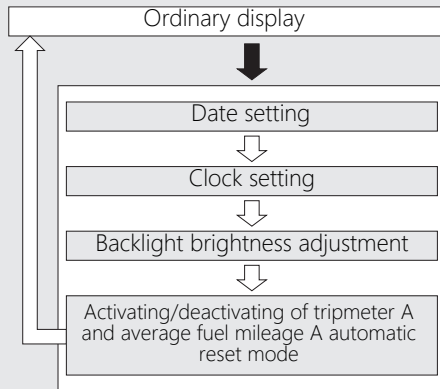 Ordinary display
Date setting
Clock setting
Backlight brightness adjustment
Activating/deactivating of tripmeter A
and average fuel mileage A automatic
reset mode